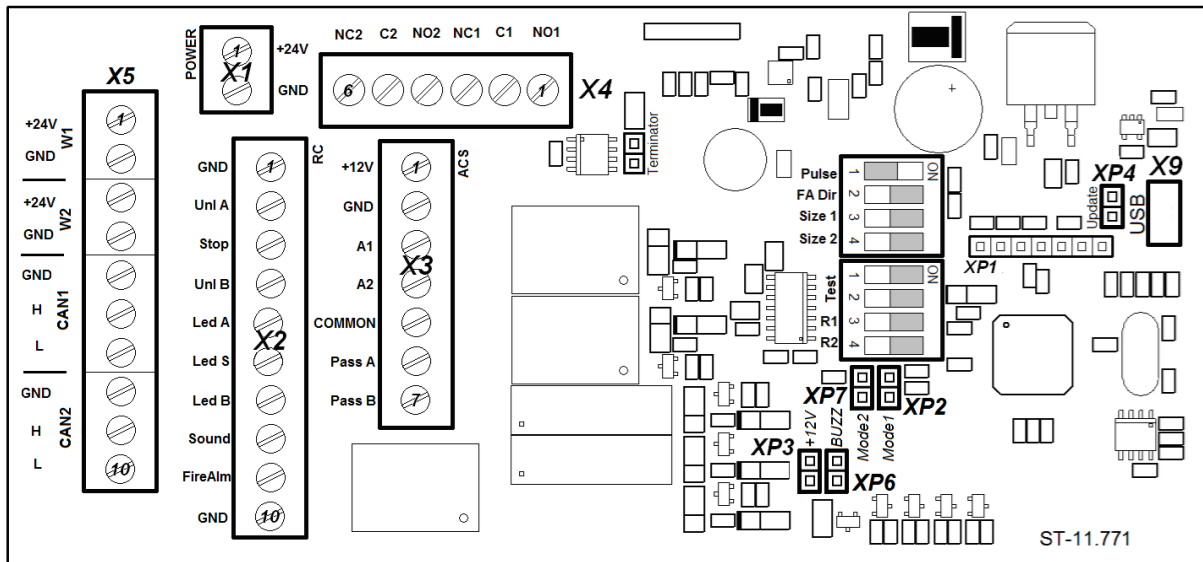 X5
1
+24V
GND
W1
+24V
GND
W2
GND
H
L
CAN1
GND
H
L
CAN2
10
POWER
X1
1
+24V
GND
NC2 C2 NO2 NC1 C1 NO1
6
1
X4
RC
X2
1
GND
Unl A
Stop
Unl B
Led A
Led S
Led B
Sound
FireAlm
GND
10
ACS
X3
1
+12V
GND
A1
A2
COMMON
Pass A
Pass B
7
Terminator
+
Pulse
FA Dir
Size 1
Size 2
1
2
3
4
ON
Test
R1
R2
1
2
3
4
ON
XP4
Update
USB
X9
XP1
XP7
XP2
Mode2
Mode1
XP3
+12V
BUZZ
XP6
ST-11.771